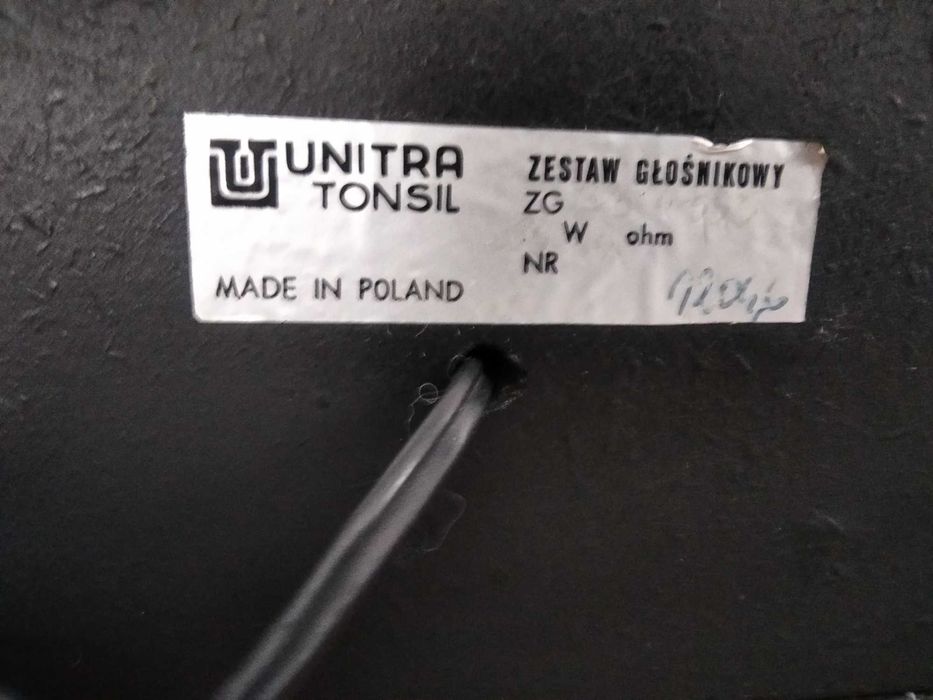 UNITRA
TONSIL
MADE IN POLAND
ZESTAW GŁOŚNIKOWY
ZG
W ohm
NR